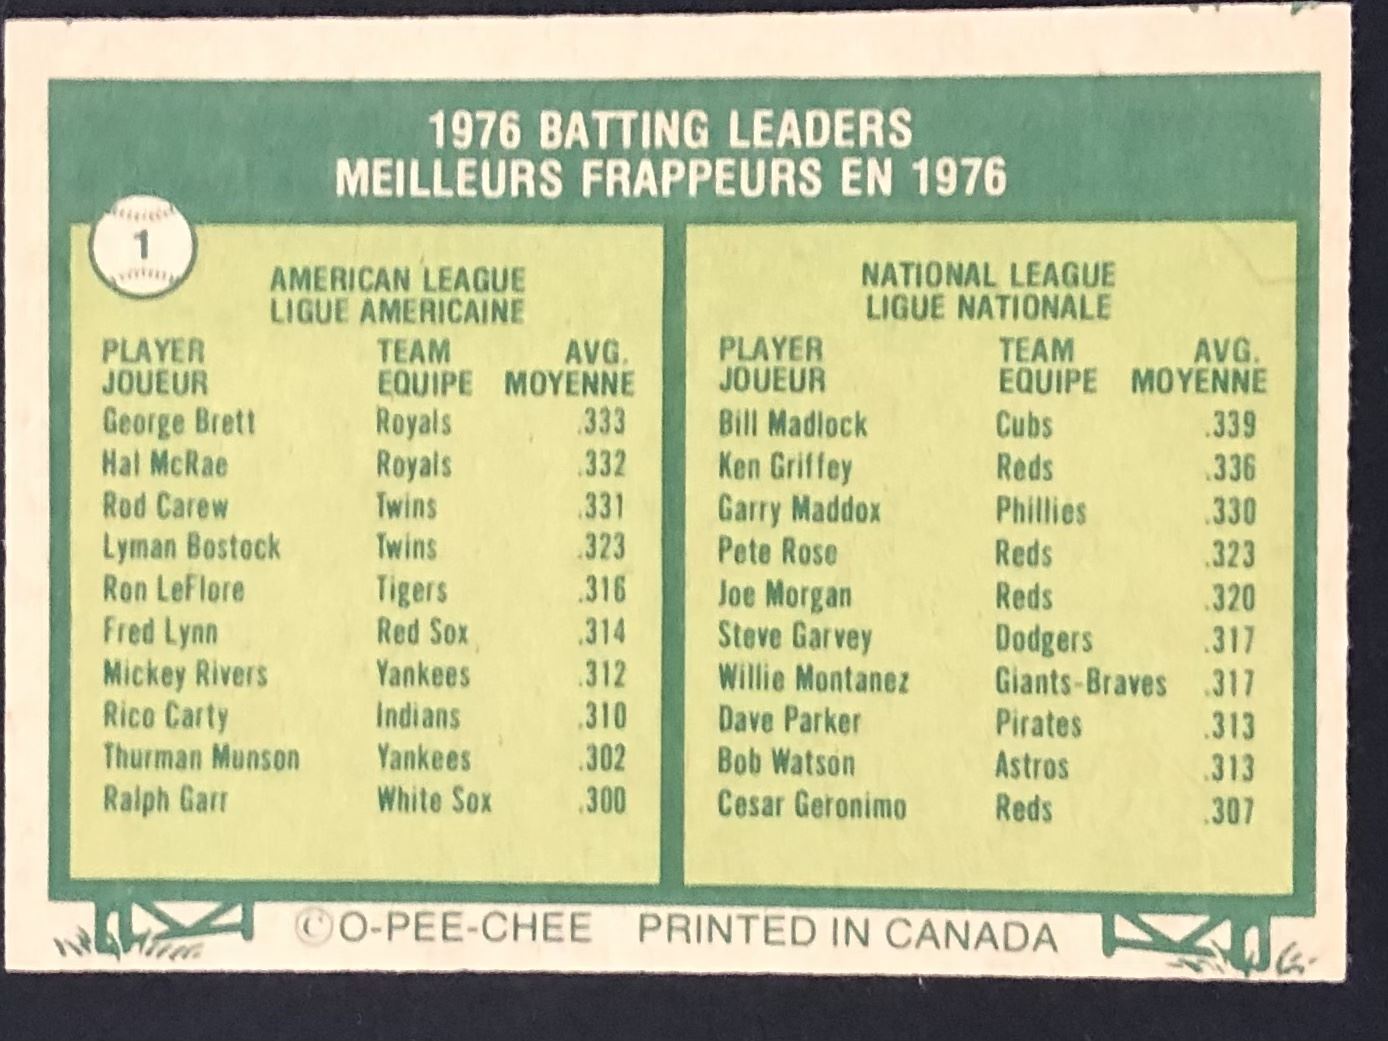 1976 BATTING LEADERS
MEILLEURS FRAPPEURS EN 1976
1
AMERICAN LEAGUE
LIGUE AMERICAINE
PLAYER TEAM AVG.
JOUEUR EQUIPE MOYENNE
George Brett Royals .333
Hal McRae Royals .332
Rod Carew Twins .331
Lyman Bostock Twins .323
Ron LeFlore Tigers .316
Fred Lynn Red Sox .314
Mickey Rivers Yankees .312
Rico Carty Indians .310
Thurman Munson Yankees .302
Ralph Garr White Sox .300
NATIONAL LEAGUE
LIGUE NATIONALE
PLAYER TEAM AVG.
JOUEUR EQUIPE MOYENNE
Bill Madlock Cubs .339
Ken Griffey Reds .336
Garry Maddox Phillies .330
Pete Rose Reds .323
Joe Morgan Reds .320
Steve Garvey Dodgers .317
Willie Montanez Giants-Braves .317
Dave Parker Pirates .313
Bob Watson Astros .313
Cesar Geronimo Reds .307
©O-PEE-CHEE PRINTED IN CANADA